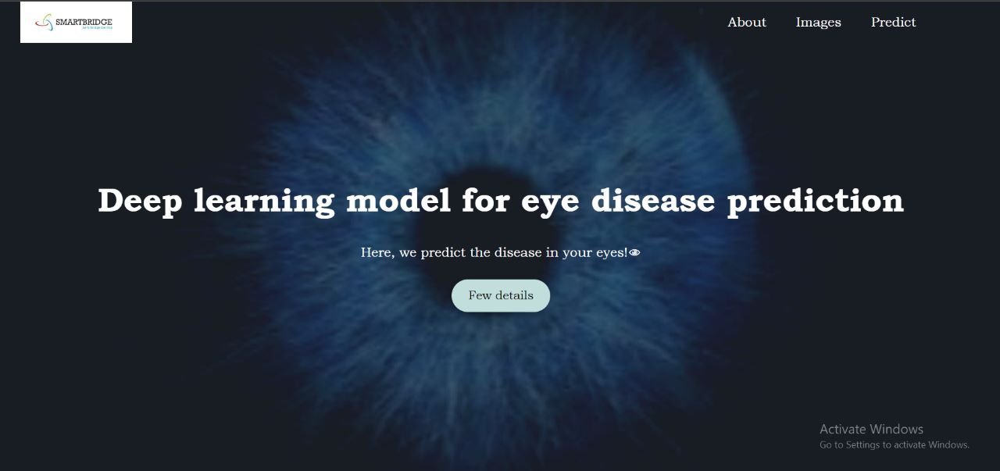 SMARTBRIDGE
About
Images
Predict
Deep learning model for eye disease prediction
Here, we predict the disease in your eyes!
Few details
Activate Windows
Go to Settings to activate Windows.